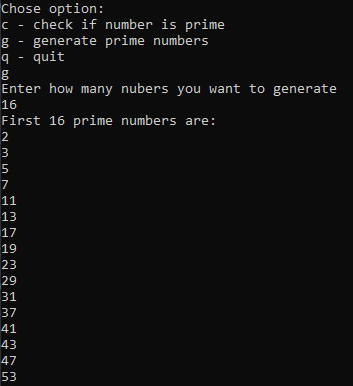 Chose option:
c - check if number is prime
g - generate prime numbers
q - quit
g
Enter how many nubers you want to generate
16
First 16 prime numbers are:
2
3
5
7
11
13
17
19
23
29
31
37
41
43
47
53